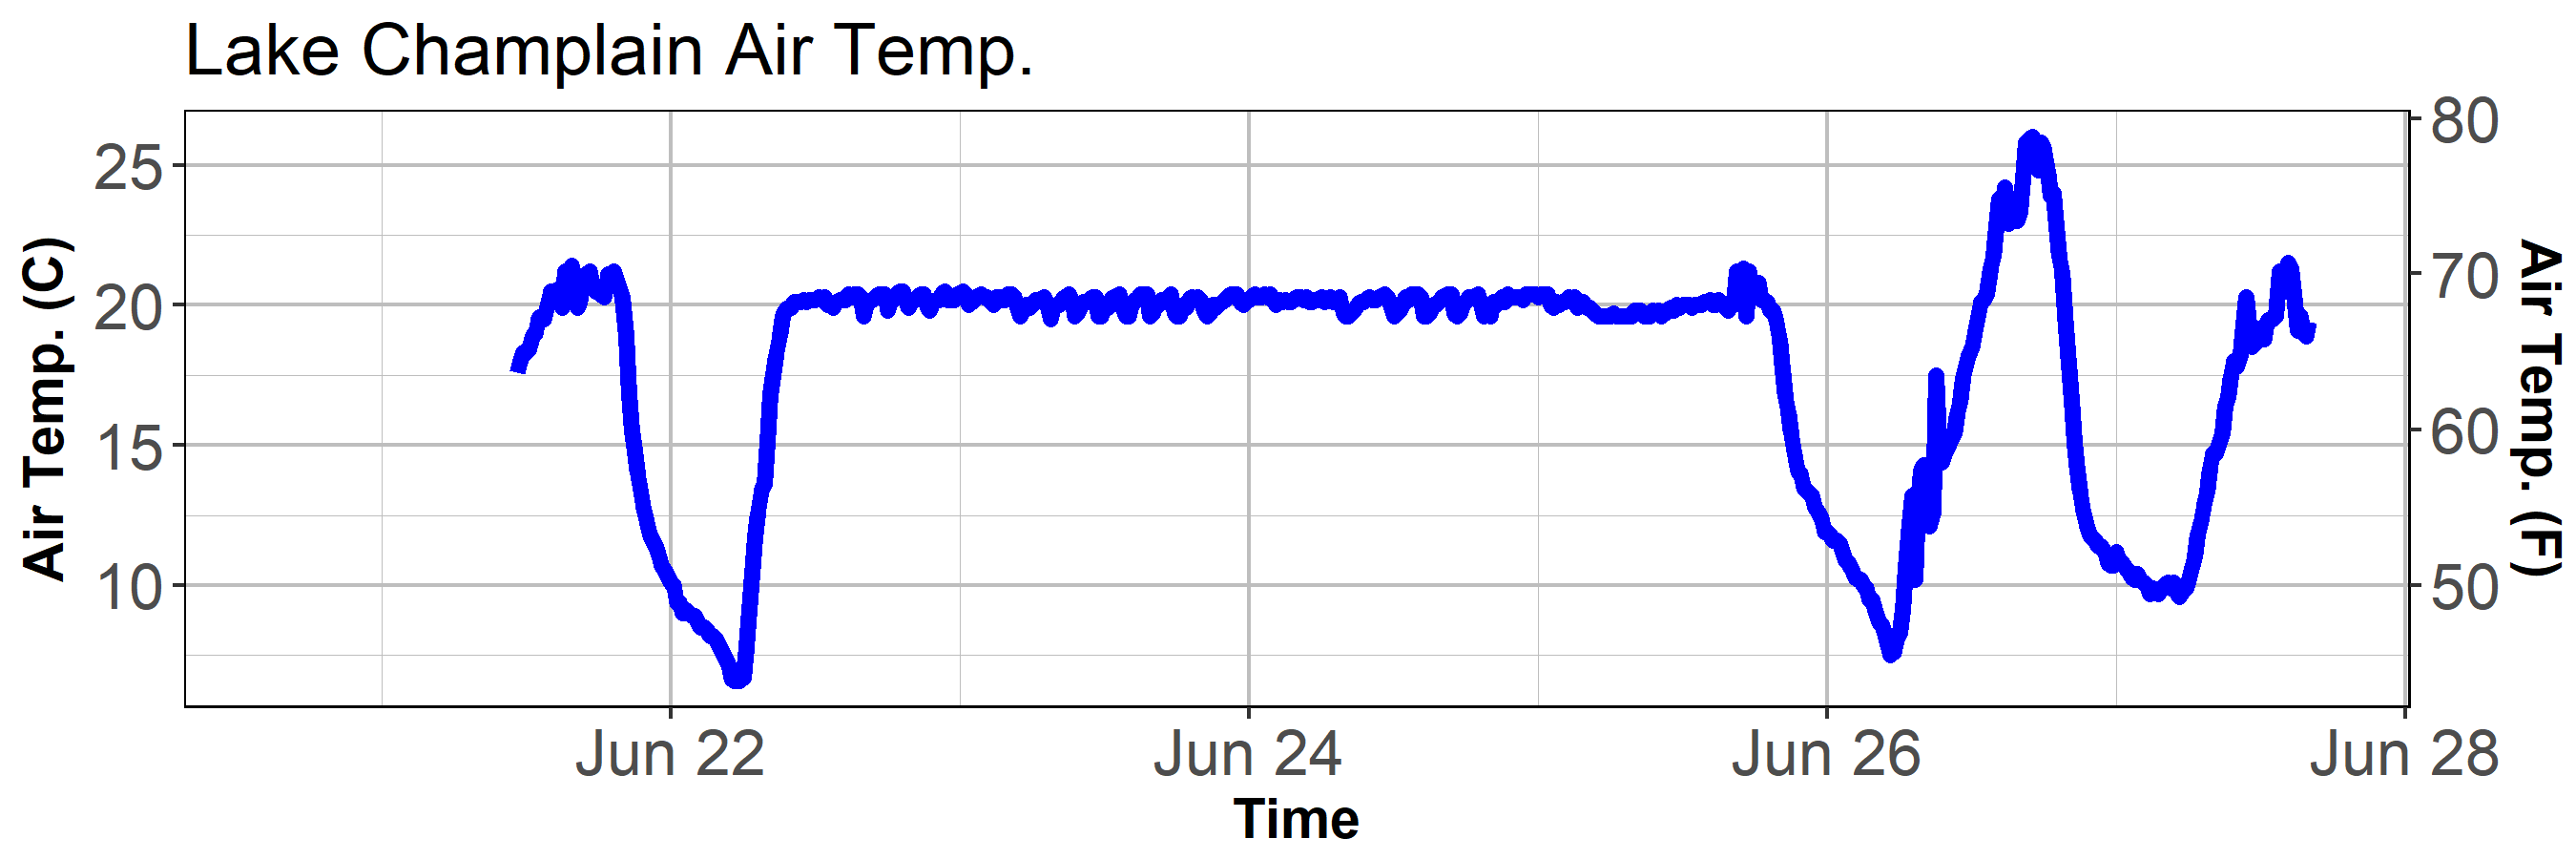 Lake Champlain Air Temp.
Air Temp. (C)
25
20
15
10
80
70
60
50
Air Temp. (F)
Jun 22
Jun 24
Jun 26
Jun 28
Time